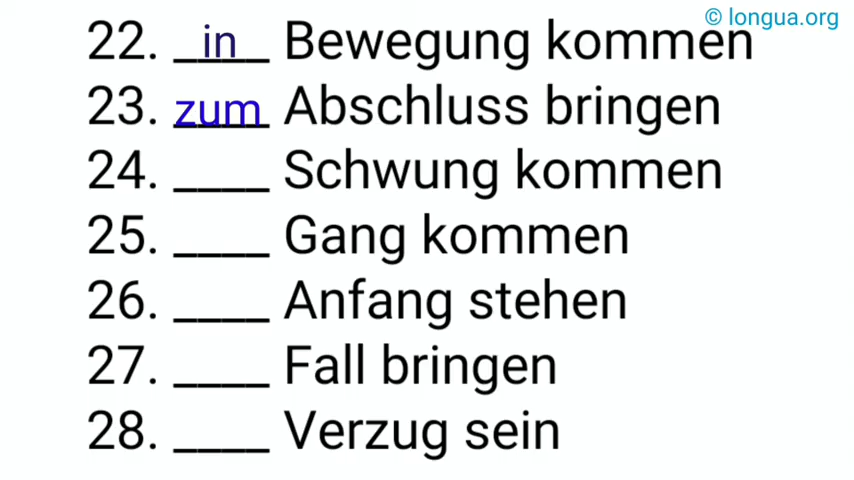 © longua.org
22. __in__ Bewegung kommen
23. zum Abschluss bringen
24. ____ Schwung kommen
25. ____ Gang kommen
26. ____ Anfang stehen
27. ____ Fall bringen
28. ____ Verzug sein